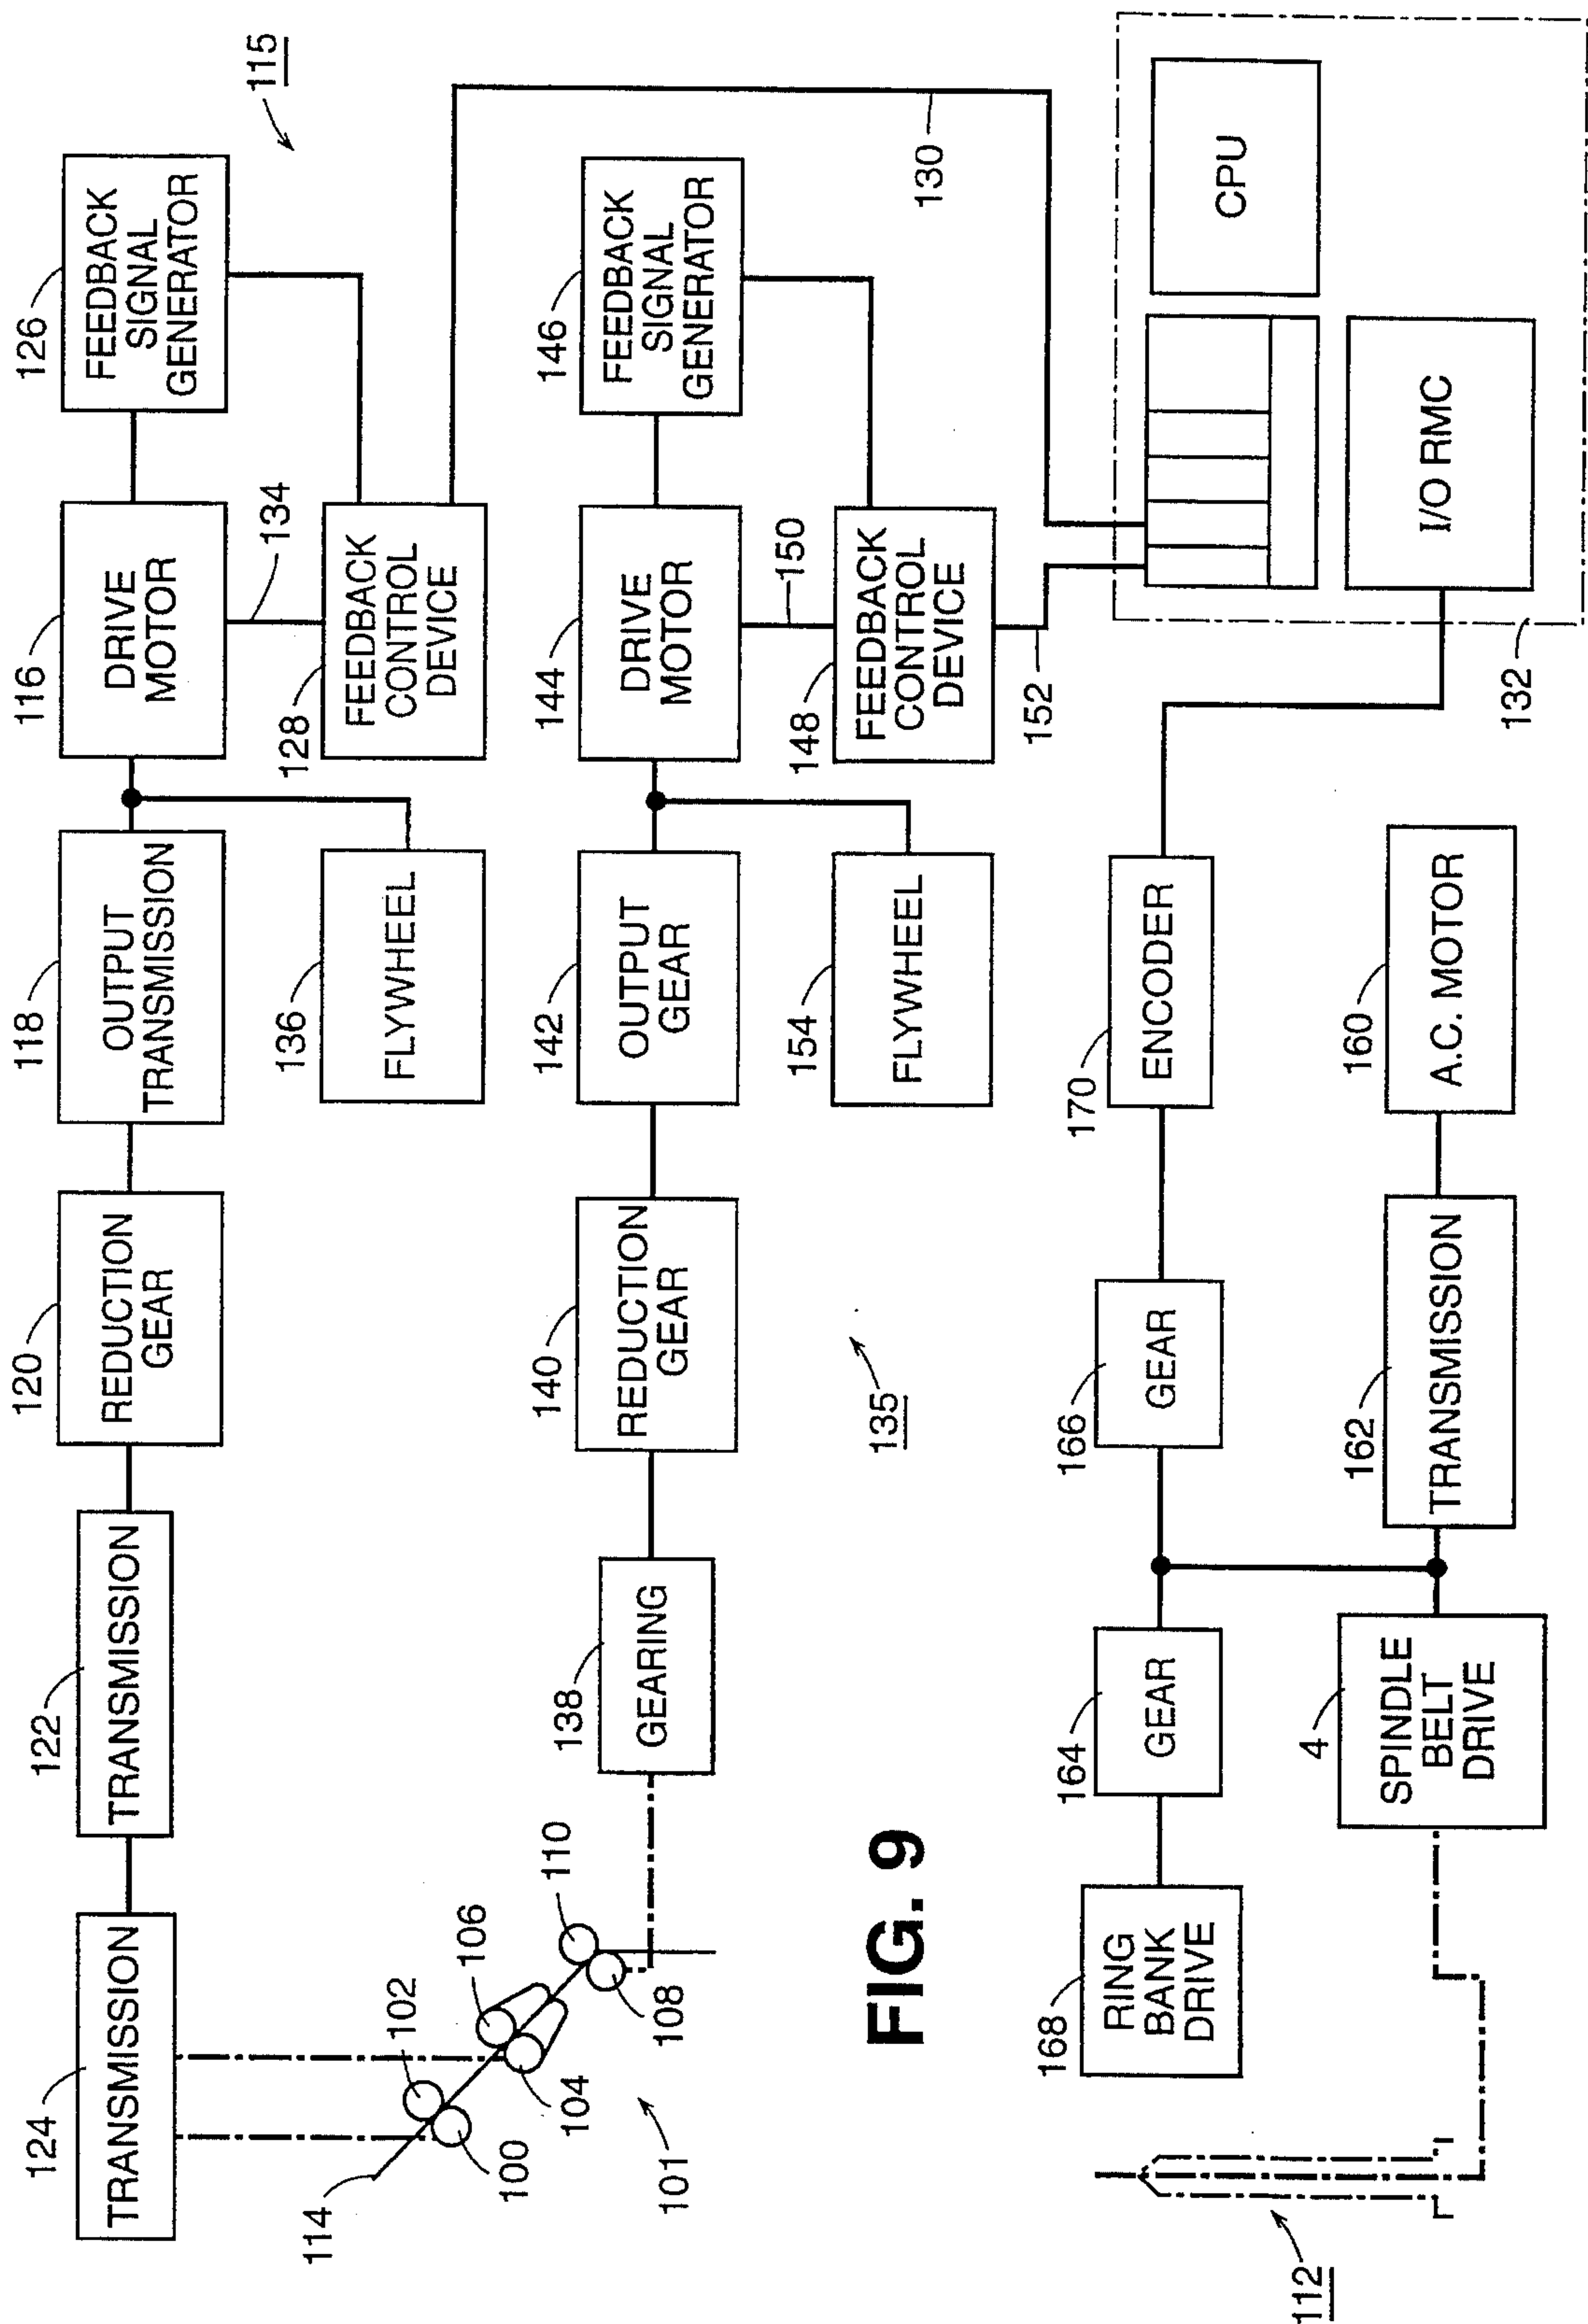 115
126
FEEDBACK
SIGNAL
GENERATOR
116
DRIVE
MOTOR
134
128
FEEDBACK
CONTROL
DEVICE
130
118
OUTPUT
TRANSMISSION
136
FLYWHEEL
120
REDUCTION
GEAR
122
TRANSMISSION
124
TRANSMISSION
146
FEEDBACK
SIGNAL
GENERATOR
144
DRIVE
MOTOR
150
148
FEEDBACK
CONTROL
DEVICE
152
142
OUTPUT
GEAR
154
FLYWHEEL
140
REDUCTION
GEAR
135
138
GEARING
110
106
102
108
104
100
101
114
CPU
I/O RMC
132
170
ENCODER
160
A.C. MOTOR
166
GEAR
162
TRANSMISSION
164
GEAR
4
SPINDLE
BELT
DRIVE
168
RING
BANK
DRIVE
112
FIG. 9